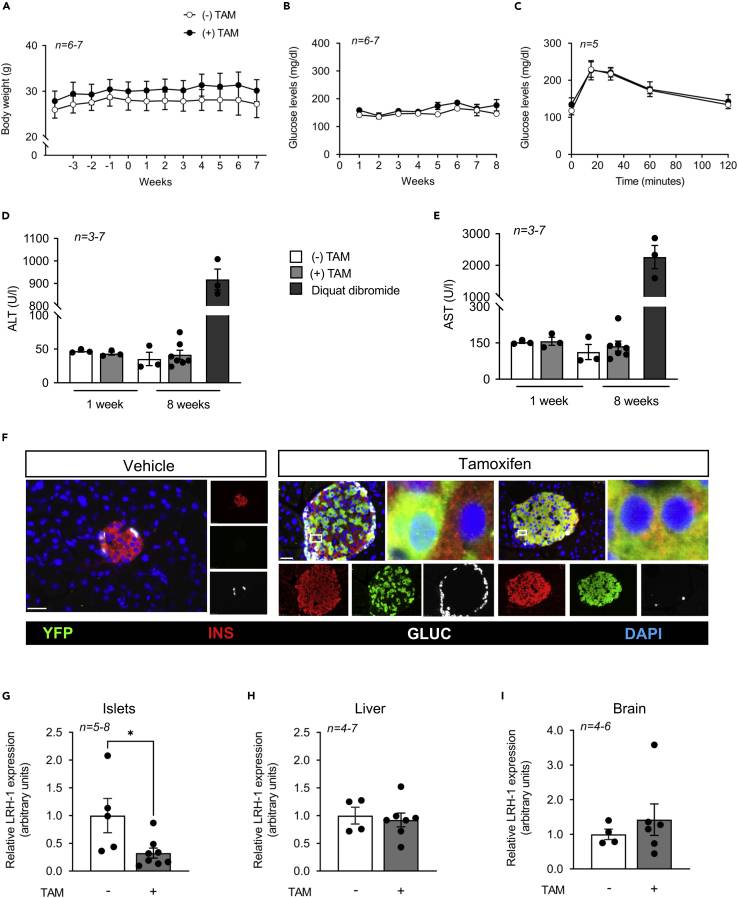 A
(-) TAM
(+) TAM
n=6-7
Body weight (g)
40
30
20
0
-3 -2 -1 0 1 2 3 4 5 6 7
Weeks
B
n=6-7
Glucose levels (mg/dl)
400
300
200
100
0
0 1 2 3 4 5 6 7 8
Weeks
C
n=5
Glucose levels (mg/dl)
400
300
200
100
0
0 20 40 60 80 100 120
Time (minutes)
D
n=3-7
ALT (U/l)
1100
1000
900
800
100
50
0
1 week 8 weeks
(-) TAM
(+) TAM
Diquat dibromide
E
n=3-7
AST (U/l)
3000
2500
2000
1000
300
150
0
1 week 8 weeks
F
Vehicle
Tamoxifen
YFP INS GLUC DAPI
G
Islets
n=5-8
*
Relative LRH-1 expression
(arbitrary units)
2.5
2.0
1.5
1.0
0.5
0.0
TAM - +
H
Liver
n=4-7
Relative LRH-1 expression
(arbitrary units)
2.5
2.0
1.5
1.0
0.5
0.0
TAM - +
I
Brain
n=4-6
Relative LRH-1 expression
(arbitrary units)
4.0
3.0
2.0
1.0
0.0
TAM - +